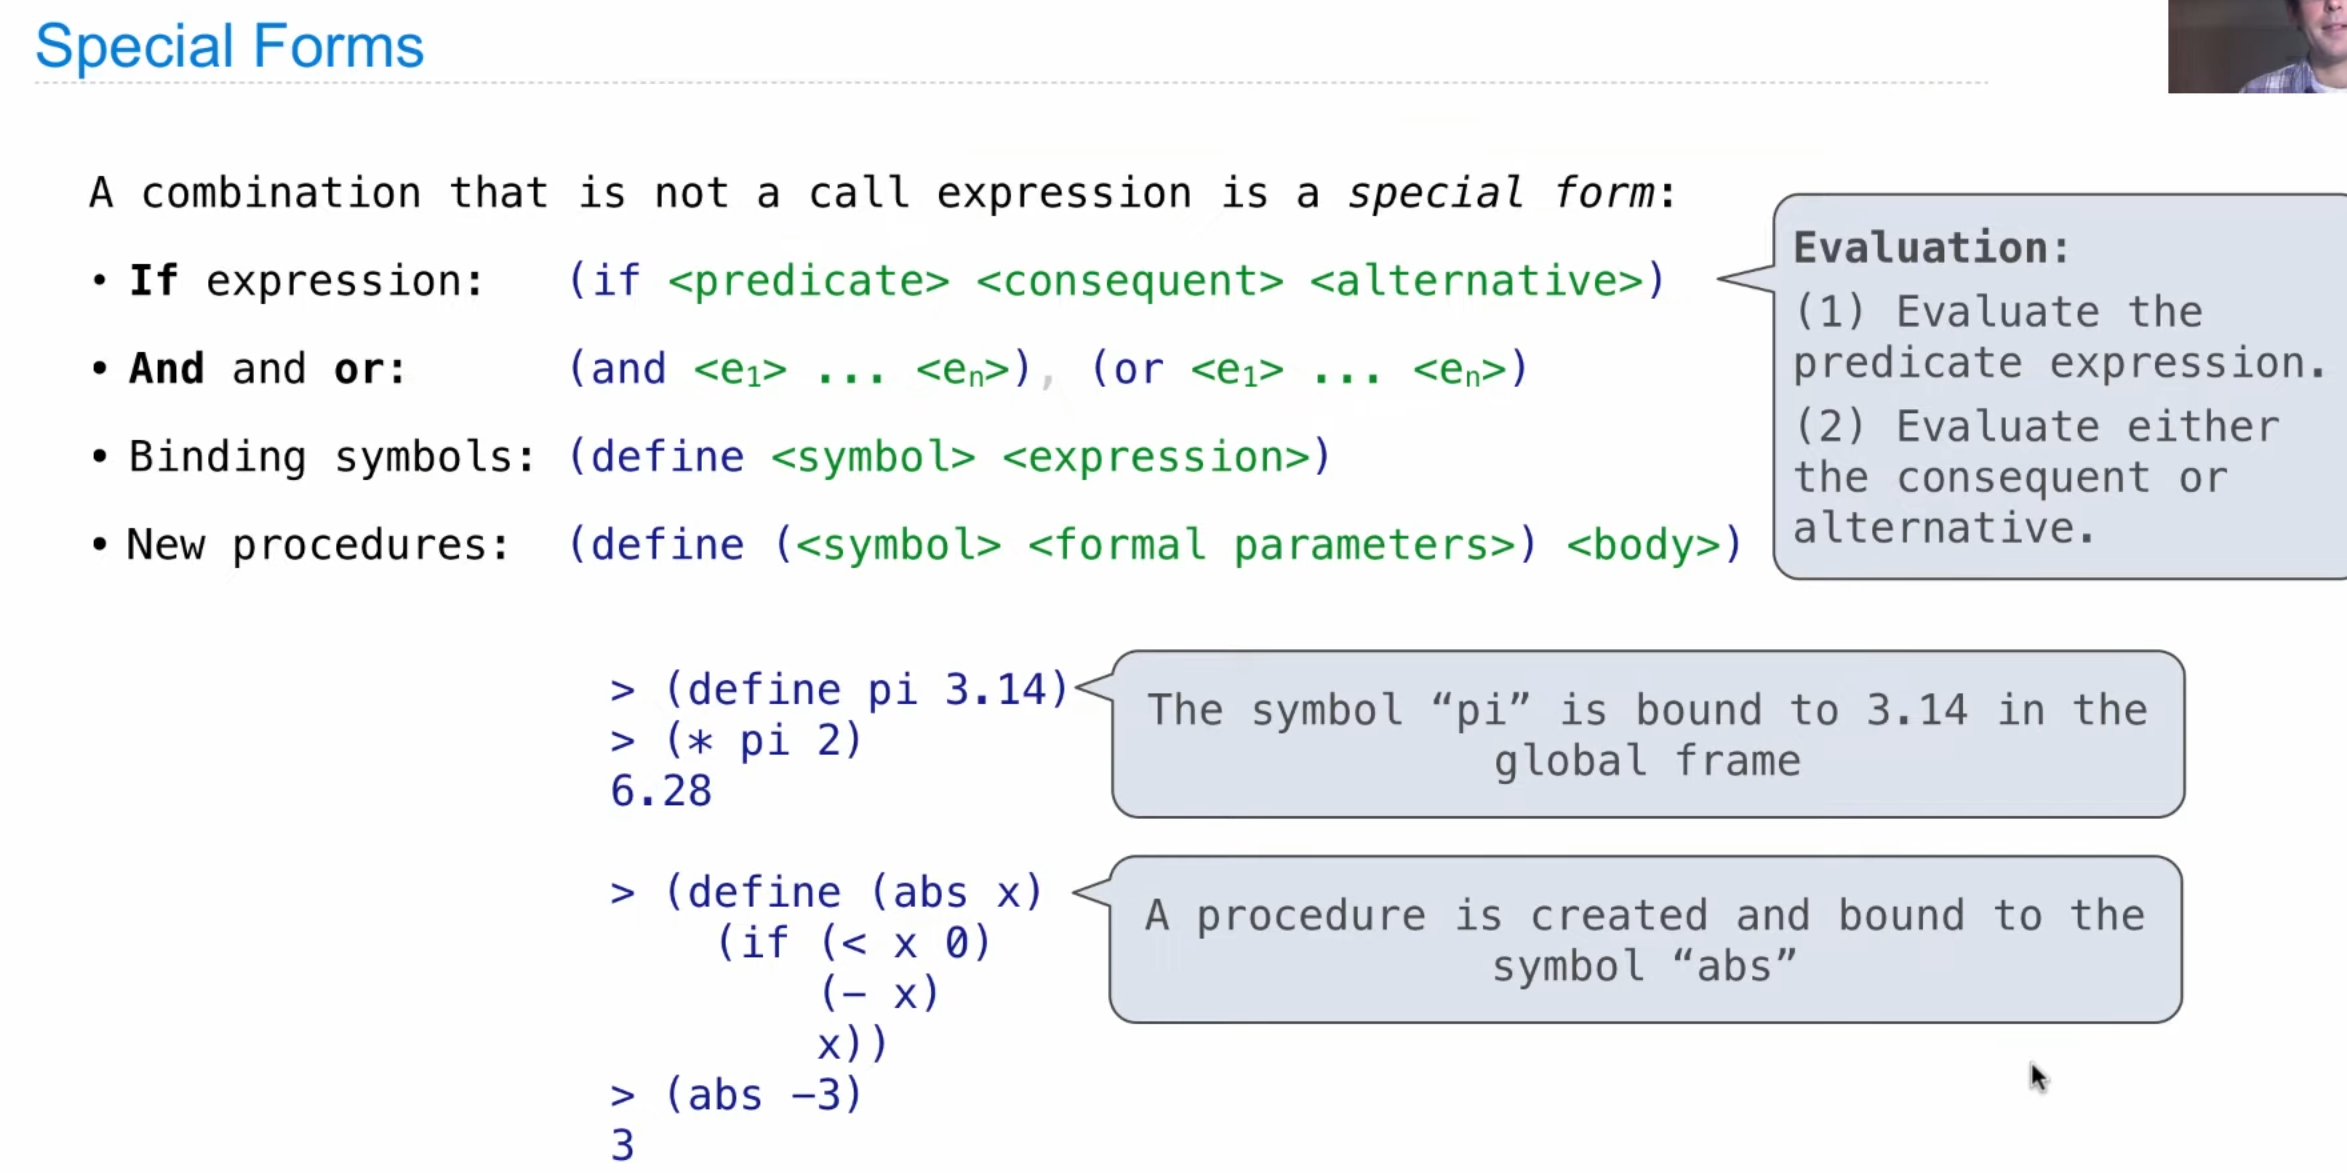 Special Forms
A combination that is not a call expression is a special form:
• If expression: (if <predicate> <consequent> <alternative>)
• And and or: (and <e₁> ... <eₙ>), (or <e₁> ... <eₙ>)
• Binding symbols: (define <symbol> <expression>)
• New procedures: (define (<symbol> <formal parameters>) <body>)
Evaluation:
(1) Evaluate the
predicate expression.
(2) Evaluate either
the consequent or
alternative.
> (define pi 3.14)
> (* pi 2)
6.28
The symbol “pi” is bound to 3.14 in the
global frame
> (define (abs x)
(if (< x 0)
(− x)
x))
> (abs −3)
3
A procedure is created and bound to the
symbol “abs”